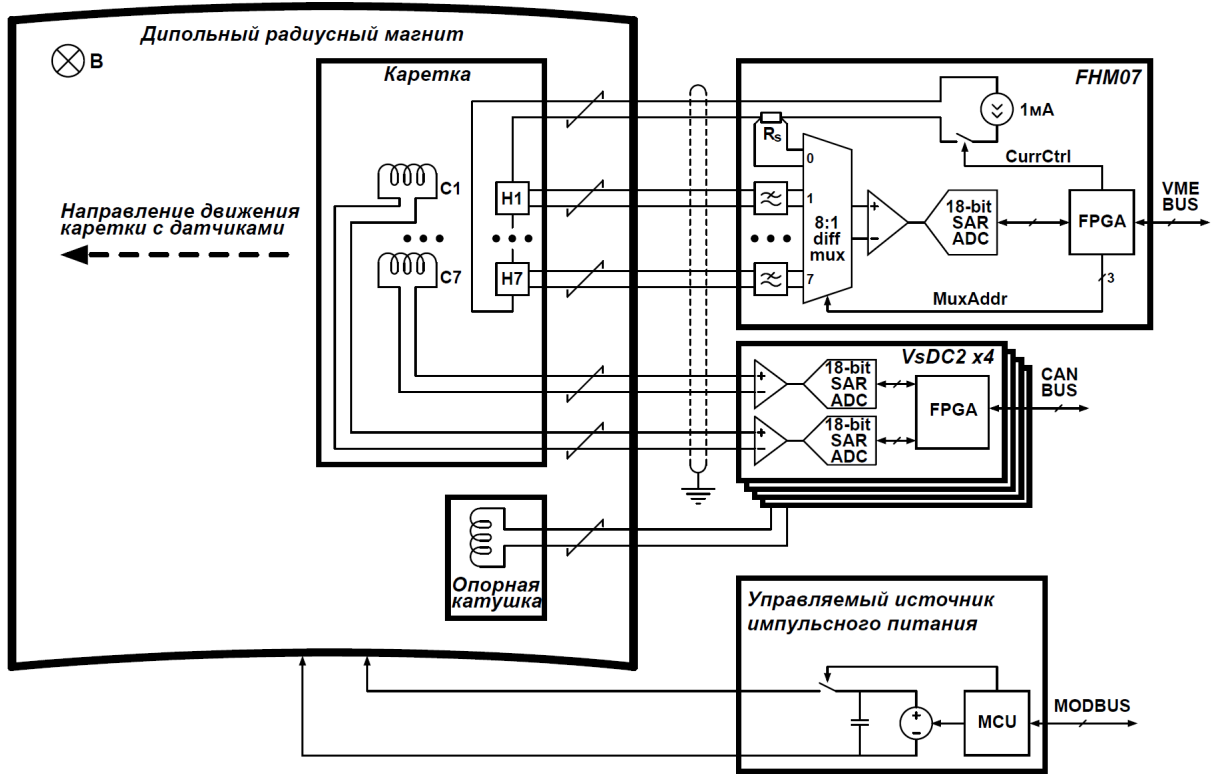 Дипольный радиусный магнит
B
Каретка
C1
C7
H1
H7
Направление движения
каретки с датчиками
FHM07
1мА
Rs
CurrCtrl
0
1
7
8:1
diff
mux
+
−
18-bit
SAR
ADC
FPGA
3
MuxAddr
VME
BUS
VsDC2 x4
+
−
18-bit
SAR
ADC
+
−
18-bit
SAR
ADC
FPGA
CAN
BUS
Опорная
катушка
Управляемый источник
импульсного питания
+
−
MCU
MODBUS